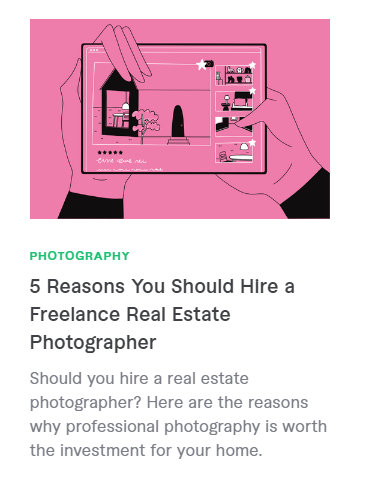 PHOTOGRAPHY
5 Reasons You Should Hire a
Freelance Real Estate
Photographer
Should you hire a real estate
photographer? Here are the reasons
why professional photography is worth
the investment for your home.